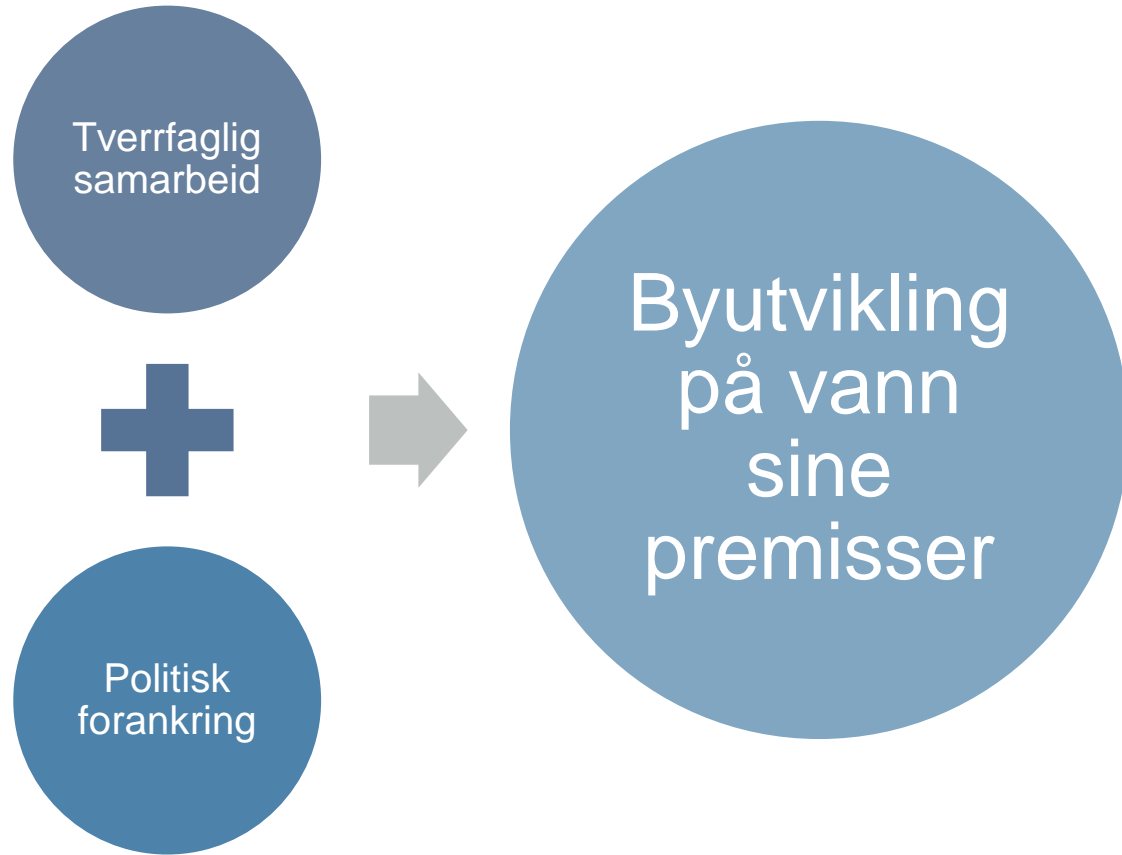 Tverrfaglig
samarbeid
Politisk
forankring
Byutvikling
på vann
sine
premisser